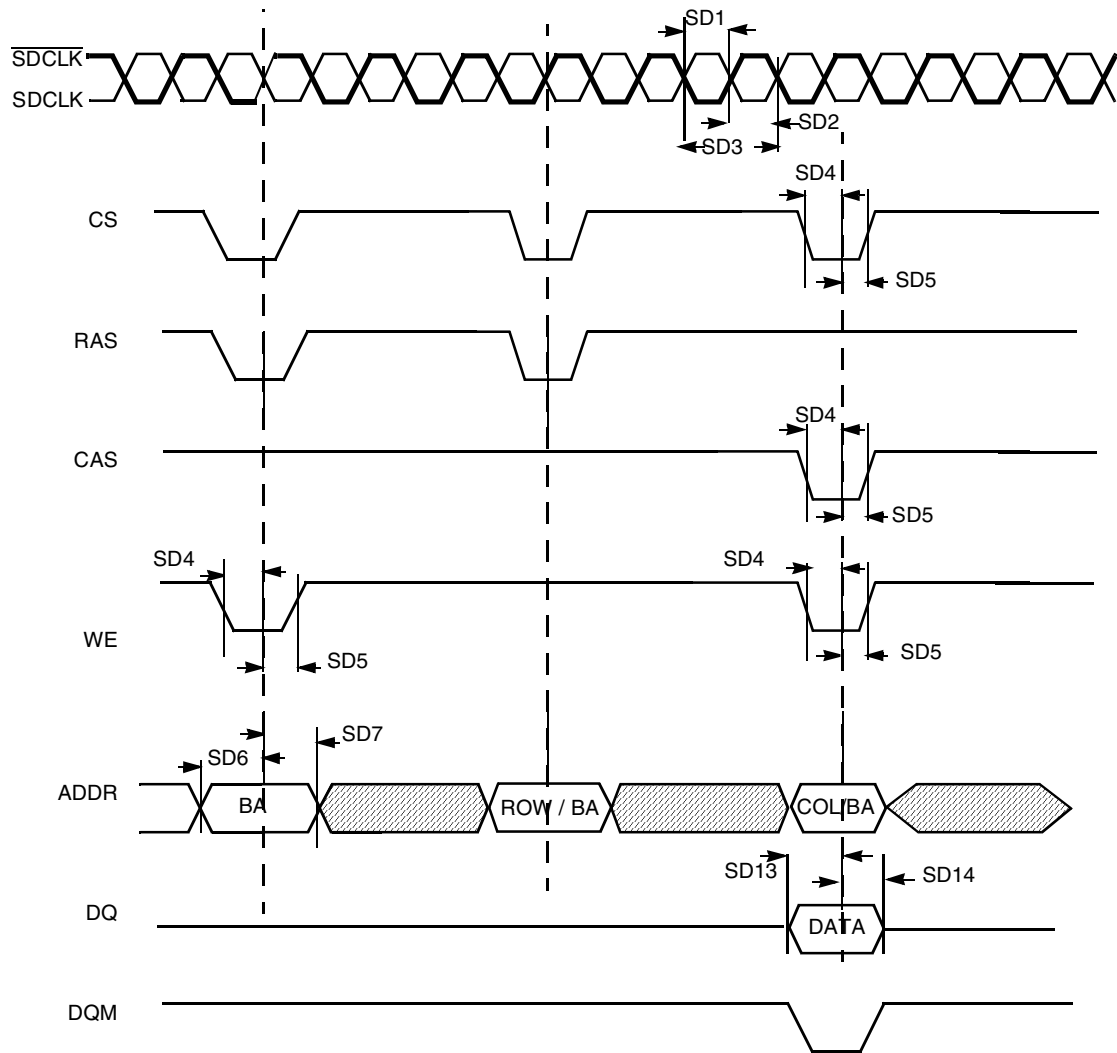 SD1
SDCLK
SDCLK
SD2
SD3
SD4
CS
SD5
RAS
SD4
CAS
SD5
SD4
SD4
WE
SD5
SD5
SD7
SD6
ADDR
BA
ROW / BA
COL/BA
SD13
SD14
DQ
DATA
DQM